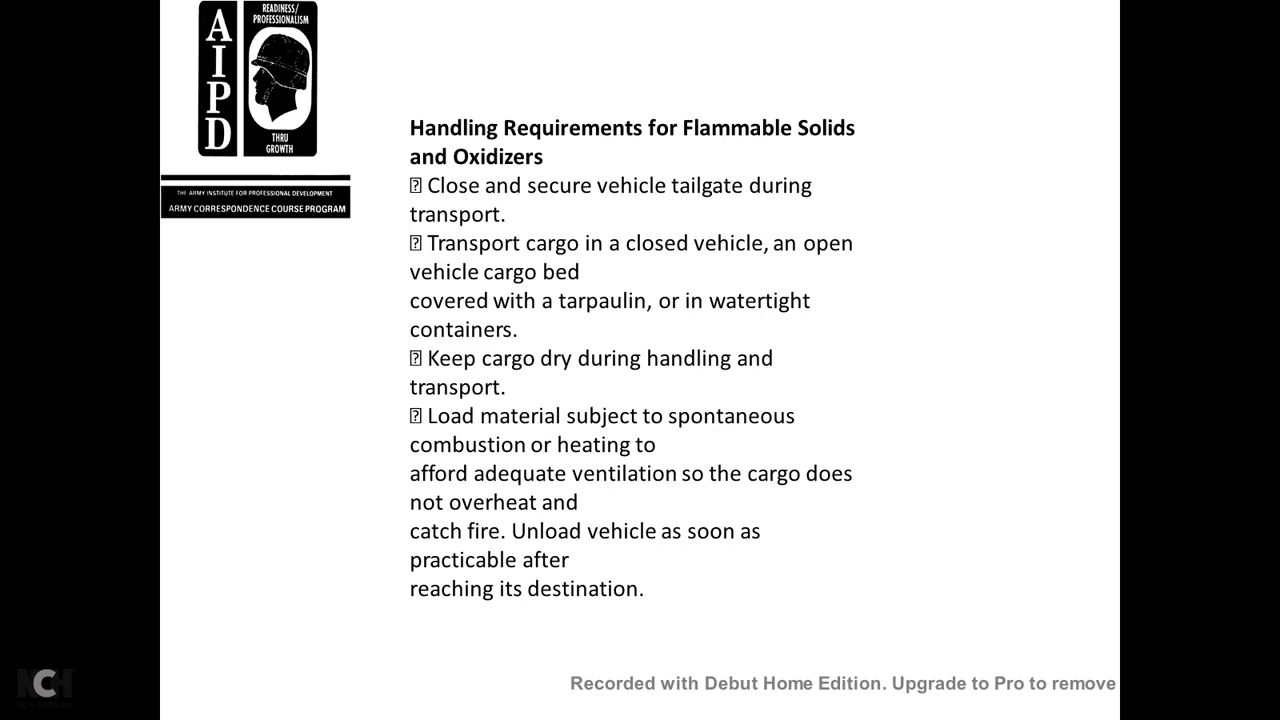 A
I
P
D
READINESS/
PROFESSIONALISM
THRU
GROWTH
THE ARMY INSTITUTE FOR PROFESSIONAL DEVELOPMENT
ARMY CORRESPONDENCE COURSE PROGRAM
Handling Requirements for Flammable Solids
and Oxidizers
⍰ Close and secure vehicle tailgate during
transport.
⍰ Transport cargo in a closed vehicle, an open
vehicle cargo bed
covered with a tarpaulin, or in watertight
containers.
⍰ Keep cargo dry during handling and
transport.
⍰ Load material subject to spontaneous
combustion or heating to
afford adequate ventilation so the cargo does
not overheat and
catch fire. Unload vehicle as soon as
practicable after
reaching its destination.
NCH
NCH Software
Recorded with Debut Home Edition. Upgrade to Pro to remove